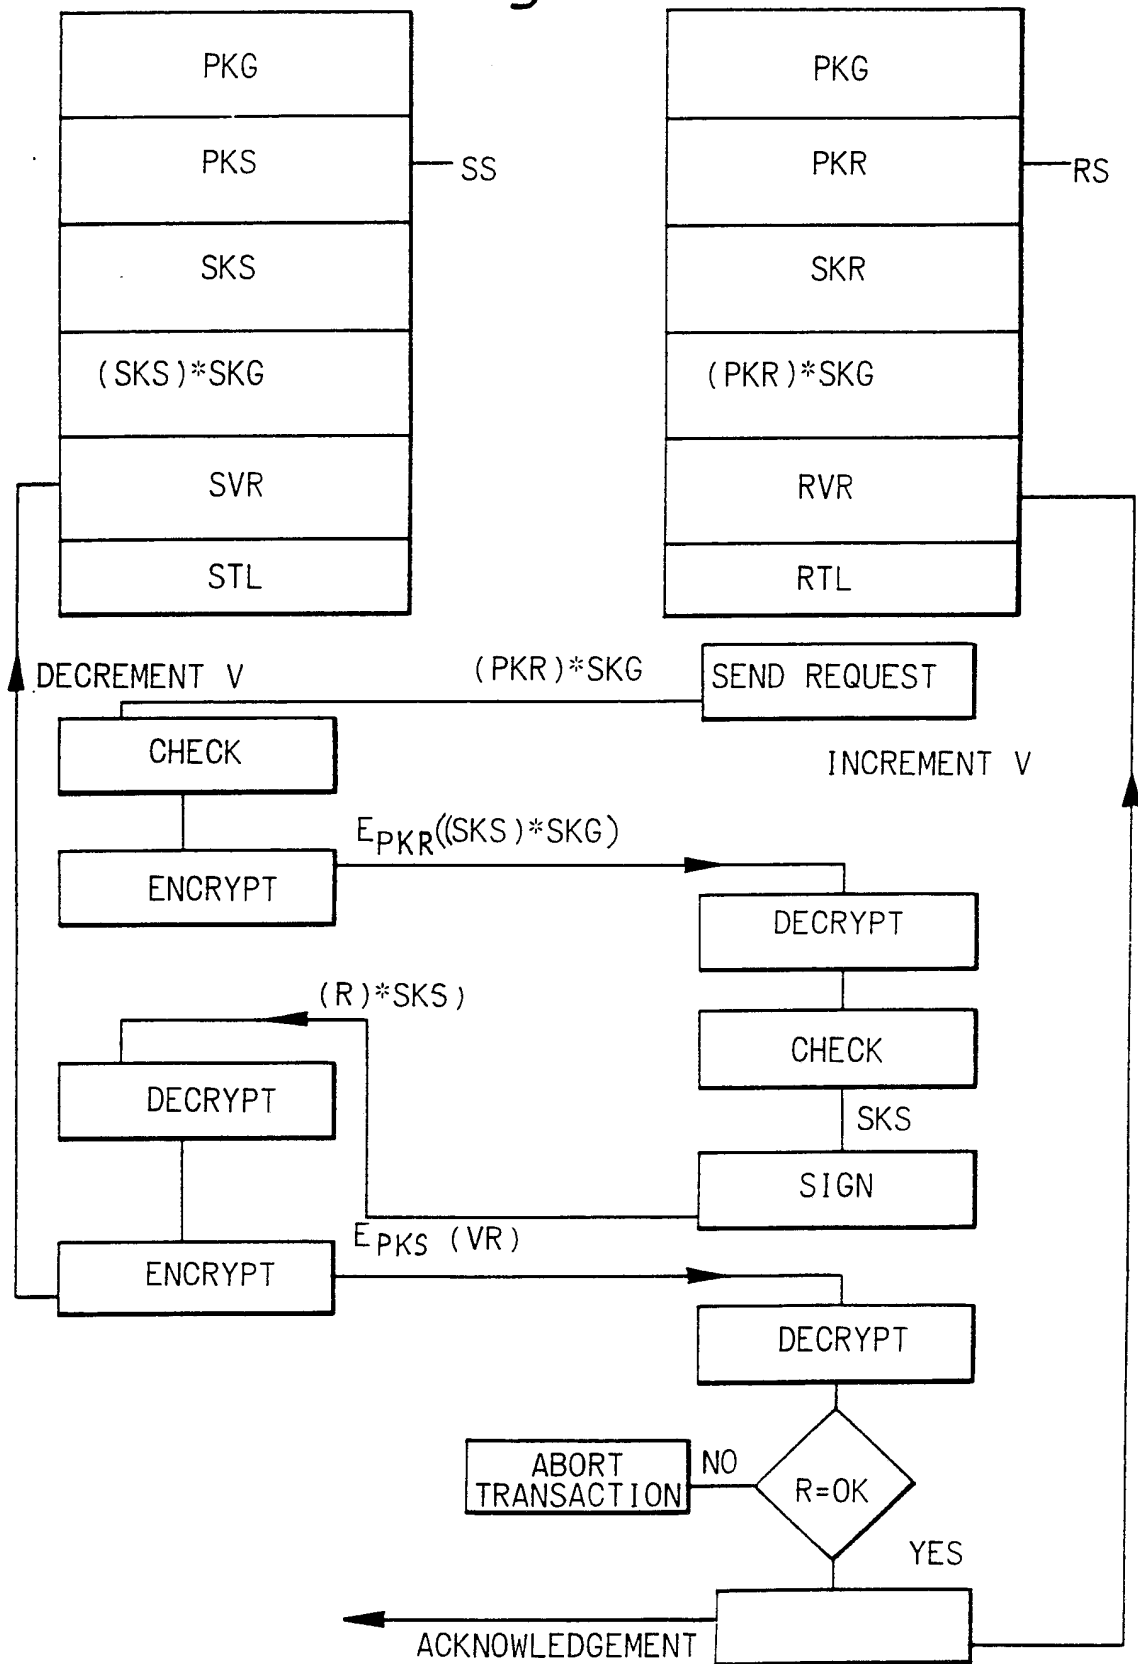 g
PKG
PKS
SS
SKS
(SKS)*SKG
SVR
STL
PKG
PKR
RS
SKR
(PKR)*SKG
RVR
RTL
DECREMENT V
(PKR)*SKG
SEND REQUEST
CHECK
INCREMENT V
EPKR((SKS)*SKG)
ENCRYPT
DECRYPT
(R)*SKS)
CHECK
DECRYPT
SKS
SIGN
EPKS (VR)
ENCRYPT
DECRYPT
ABORT
TRANSACTION
NO
R=OK
YES
ACKNOWLEDGEMENT